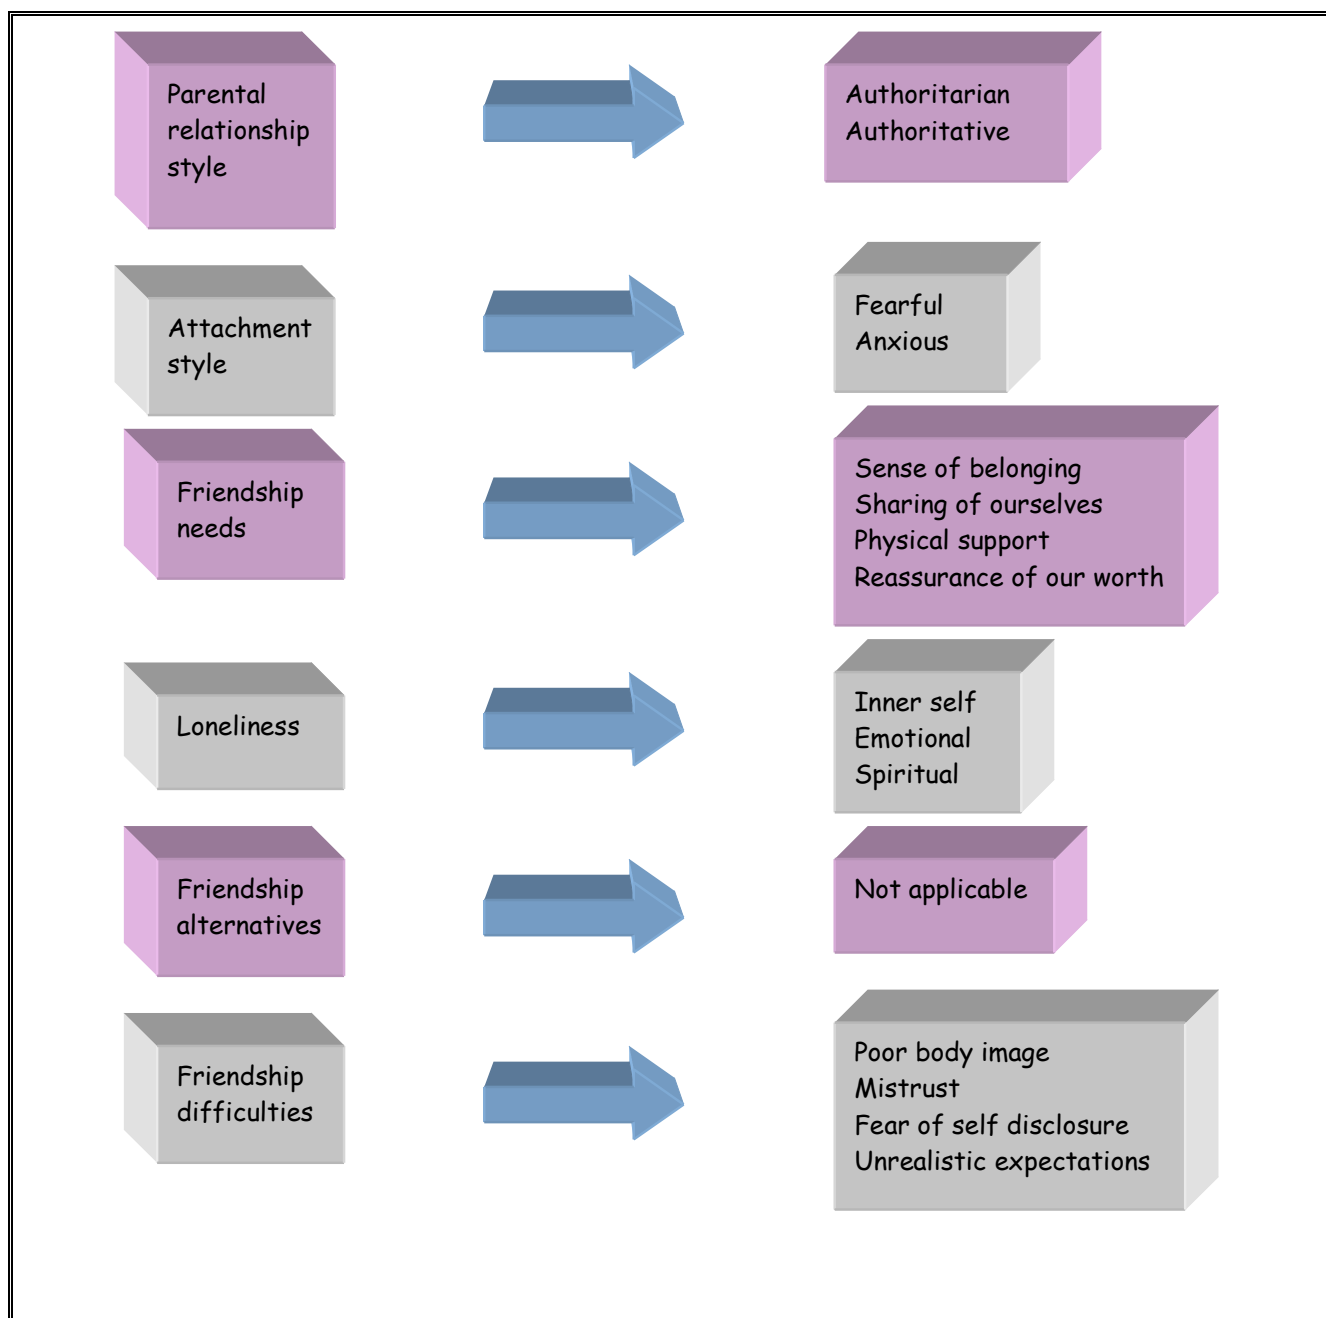 Parental
relationship
style
Authoritarian
Authoritative
Attachment
style
Fearful
Anxious
Friendship
needs
Sense of belonging
Sharing of ourselves
Physical support
Reassurance of our worth
Loneliness
Inner self
Emotional
Spiritual
Friendship
alternatives
Not applicable
Friendship
difficulties
Poor body image
Mistrust
Fear of self disclosure
Unrealistic expectations